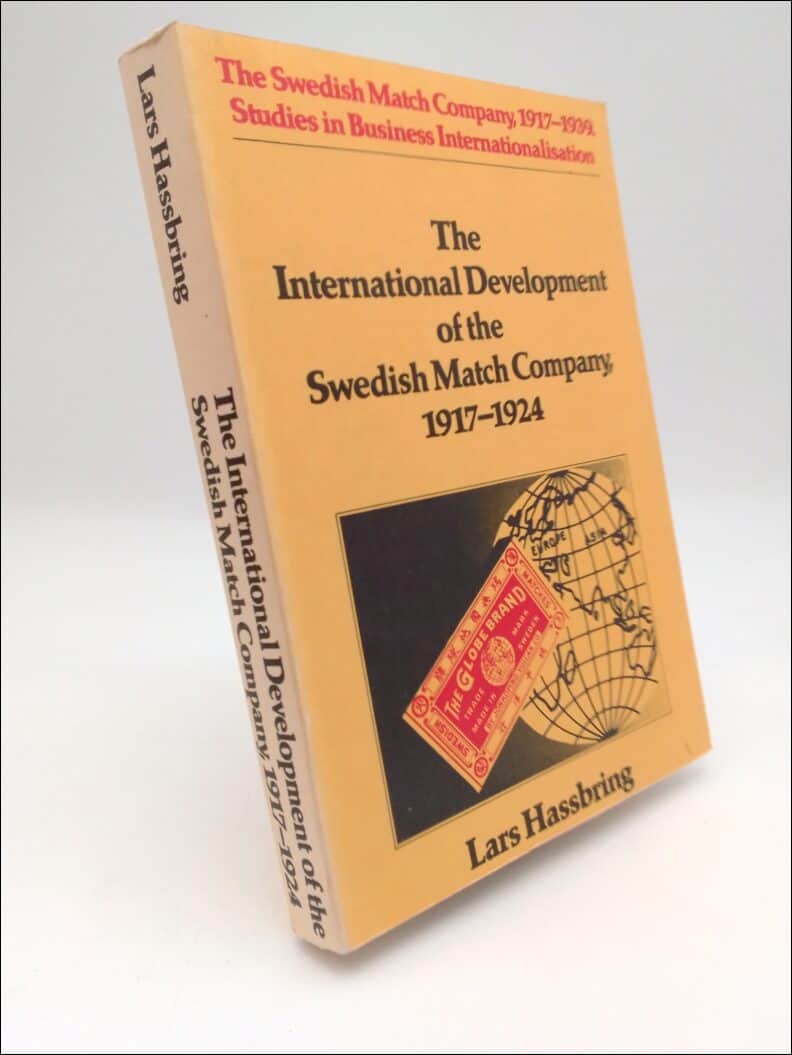 The Swedish Match Company, 1917–1939.
Studies in Business Internationalisation
The
International Development
of the
Swedish Match Company,
1917–1924
EUROPE
ASIA
MATCHES
THE GLOBE BRAND
TRADE MARK
MADE IN SWEDEN
SWEDISH
Lars Hassbring
Lars Hassbring
The International Development of the
Swedish Match Company, 1917–1924